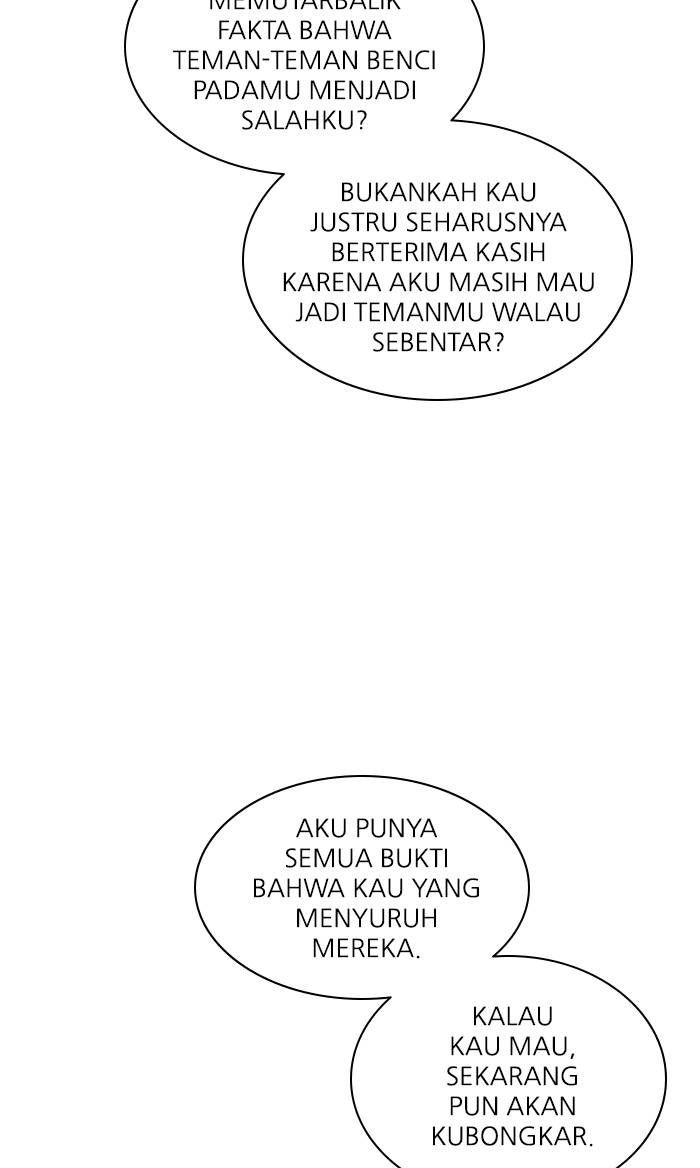 MEMUTARBALIK
FAKTA BAHWA
TEMAN-TEMAN BENCI
PADAMU MENJADI
SALAHKU?
BUKANKAH KAU
JUSTRU SEHARUSNYA
BERTERIMA KASIH
KARENA AKU MASIH MAU
JADI TEMANMU WALAU
SEBENTAR?
AKU PUNYA
SEMUA BUKTI
BAHWA KAU YANG
MENYURUH
MEREKA.
KALAU
KAU MAU,
SEKARANG
PUN AKAN
KUBONGKAR.